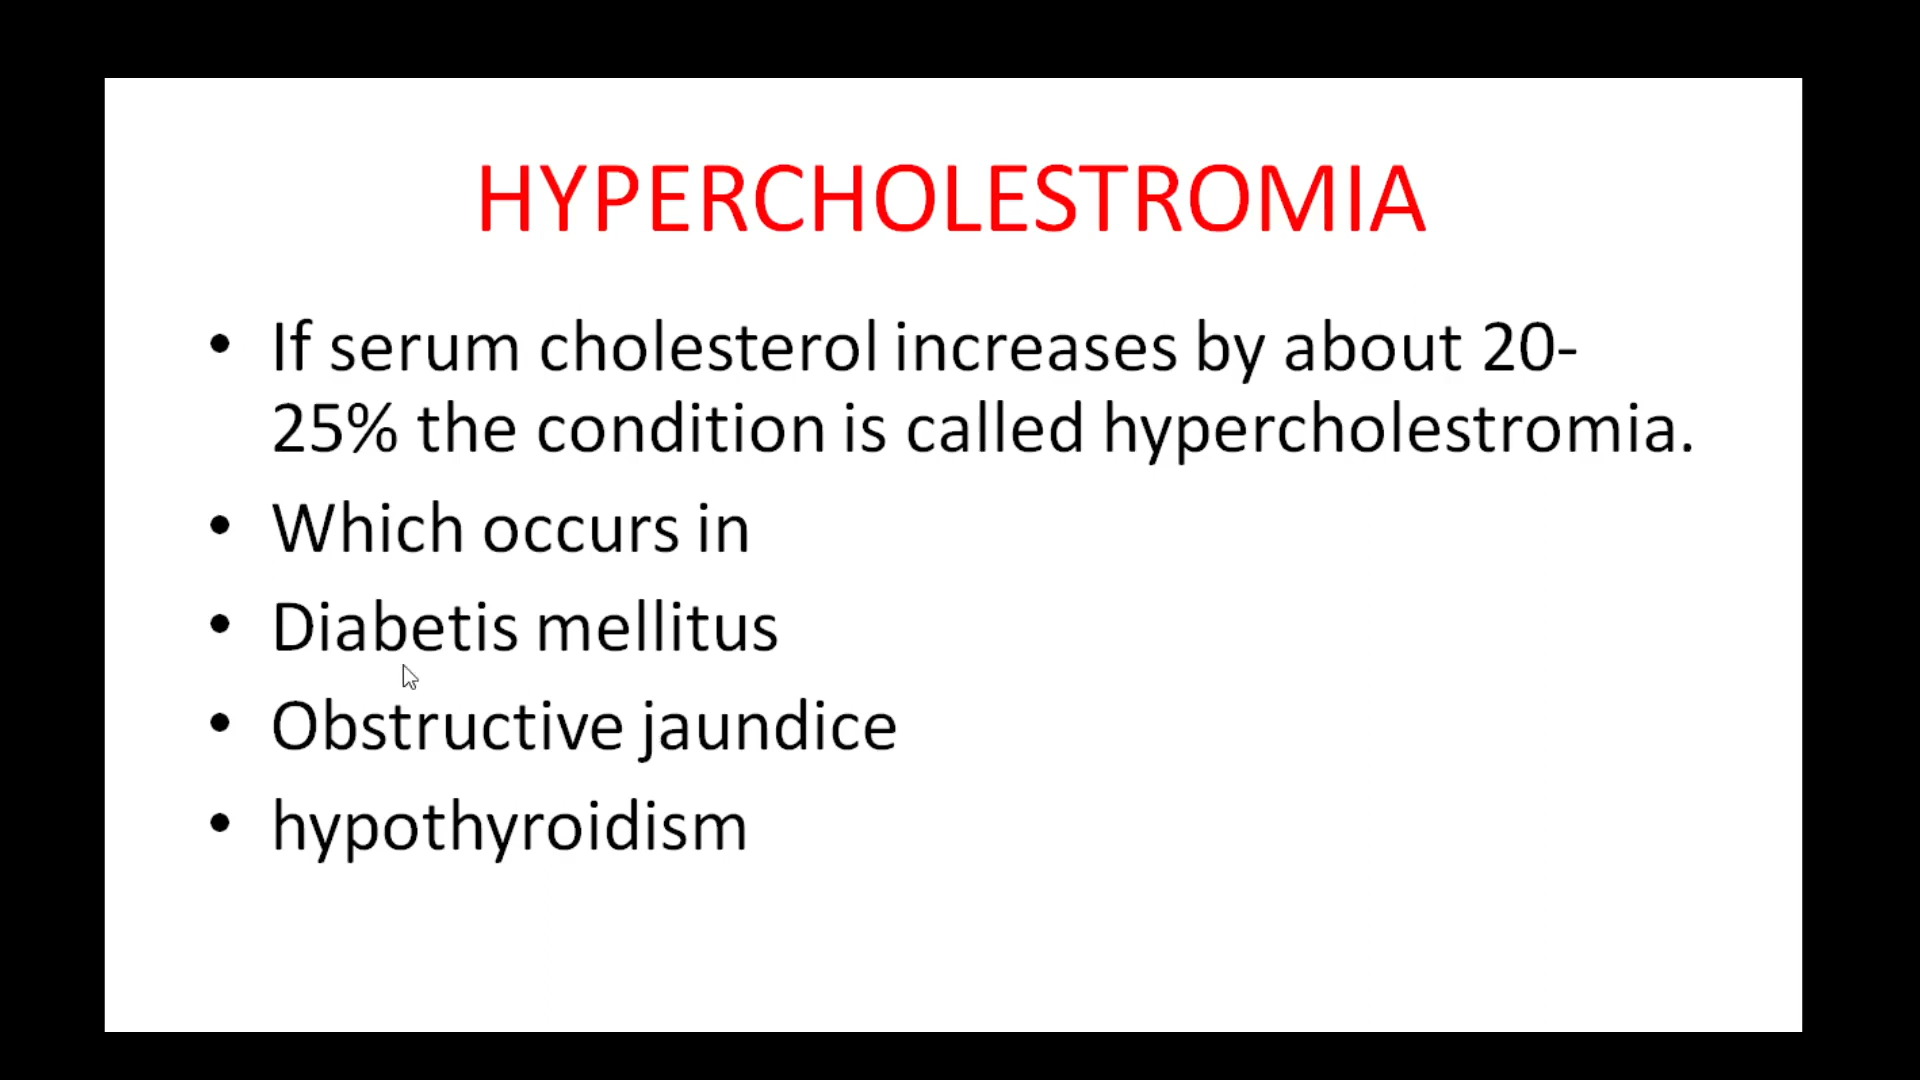 HYPERCHOLESTROMIA
• If serum cholesterol increases by about 20-
25% the condition is called hypercholestromia.
• Which occurs in
• Diabetis mellitus
• Obstructive jaundice
• hypothyroidism